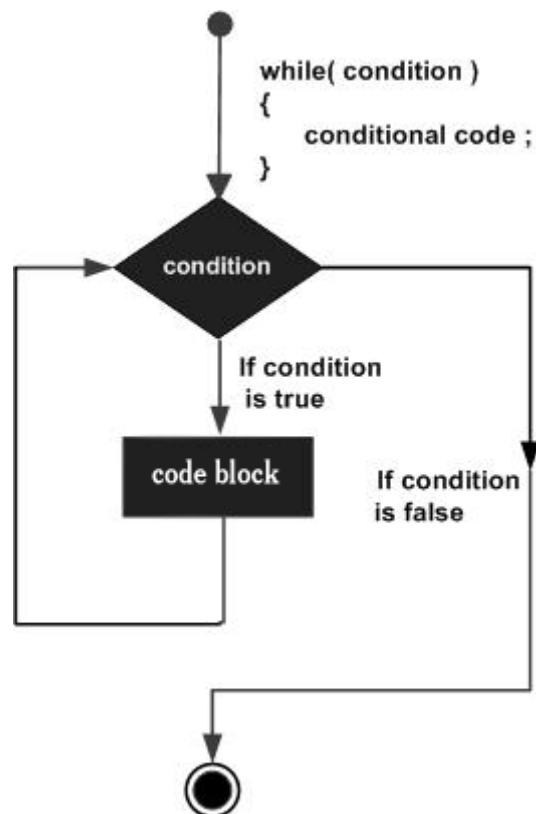 while( condition )
{
conditional code ;
}
condition
If condition
is true
code block
If condition
is false